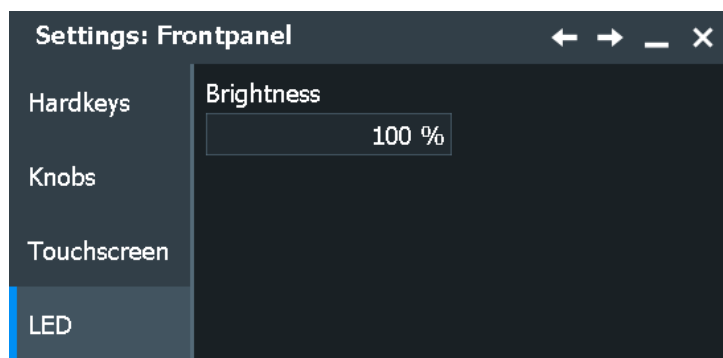 Settings: Frontpanel
Hardkeys
Knobs
Touchscreen
LED
Brightness
100 %